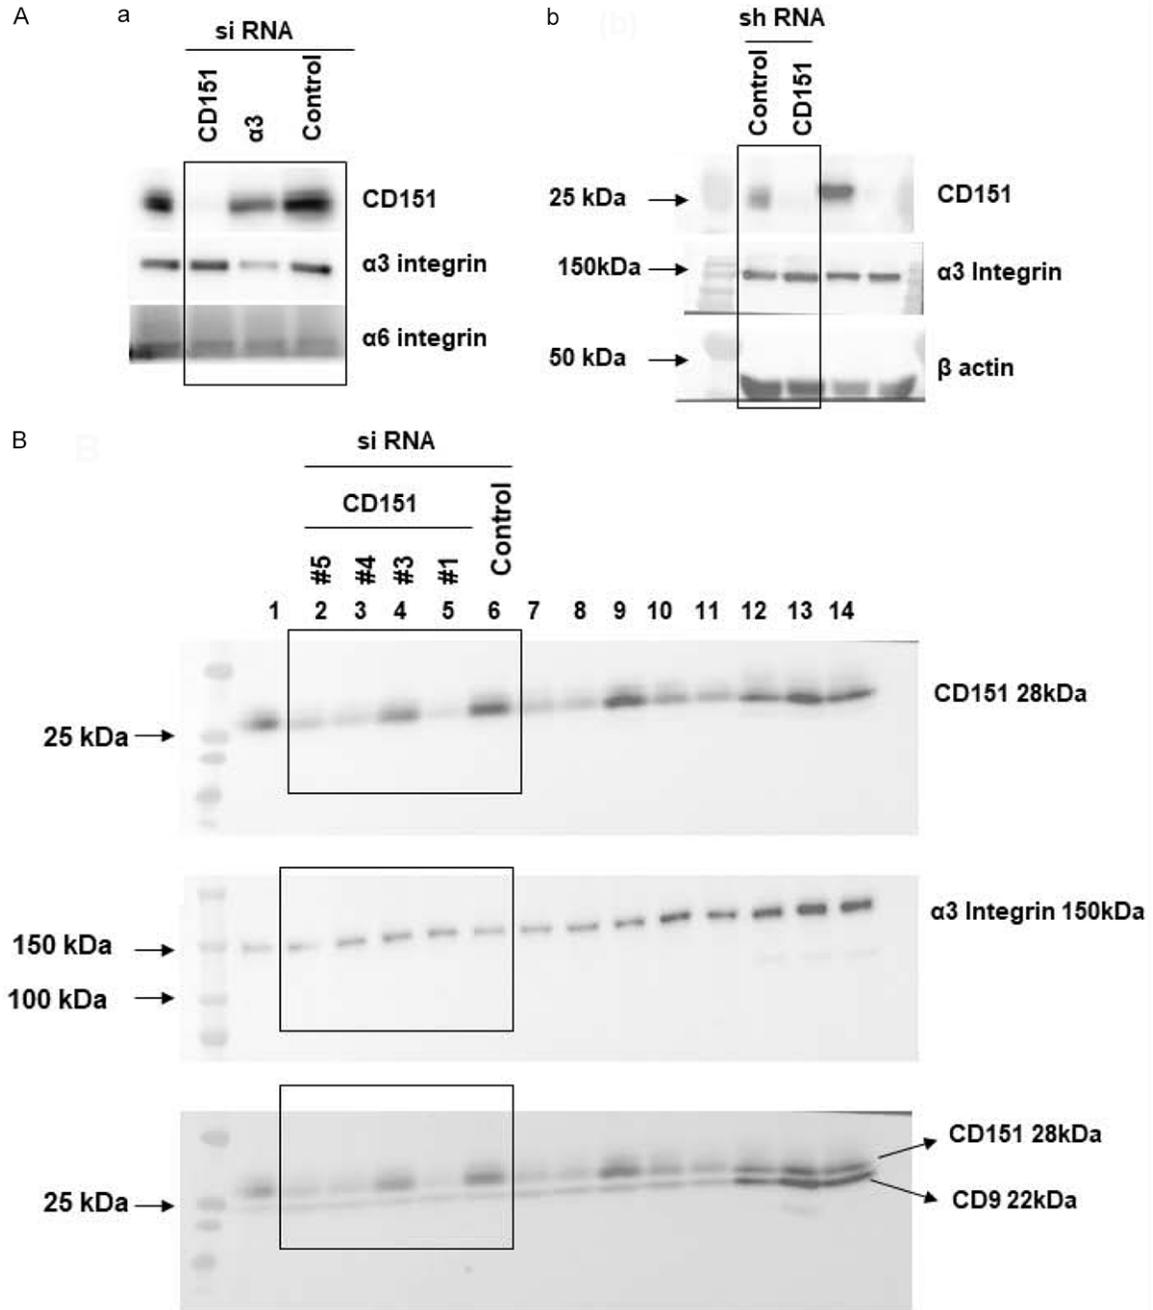 A
a
si RNA
CD151
α3
Control
CD151
α3 integrin
α6 integrin
b
(b)
sh RNA
Control
CD151
25 kDa
CD151
150kDa
α3 Integrin
50 kDa
β actin
B
B
si RNA
CD151
Control
#5 #4 #3 #1
1 2 3 4 5 6 7 8 9 10 11 12 13 14
CD151 28kDa
25 kDa
α3 Integrin 150kDa
150 kDa
100 kDa
CD151 28kDa
25 kDa
CD9 22kDa